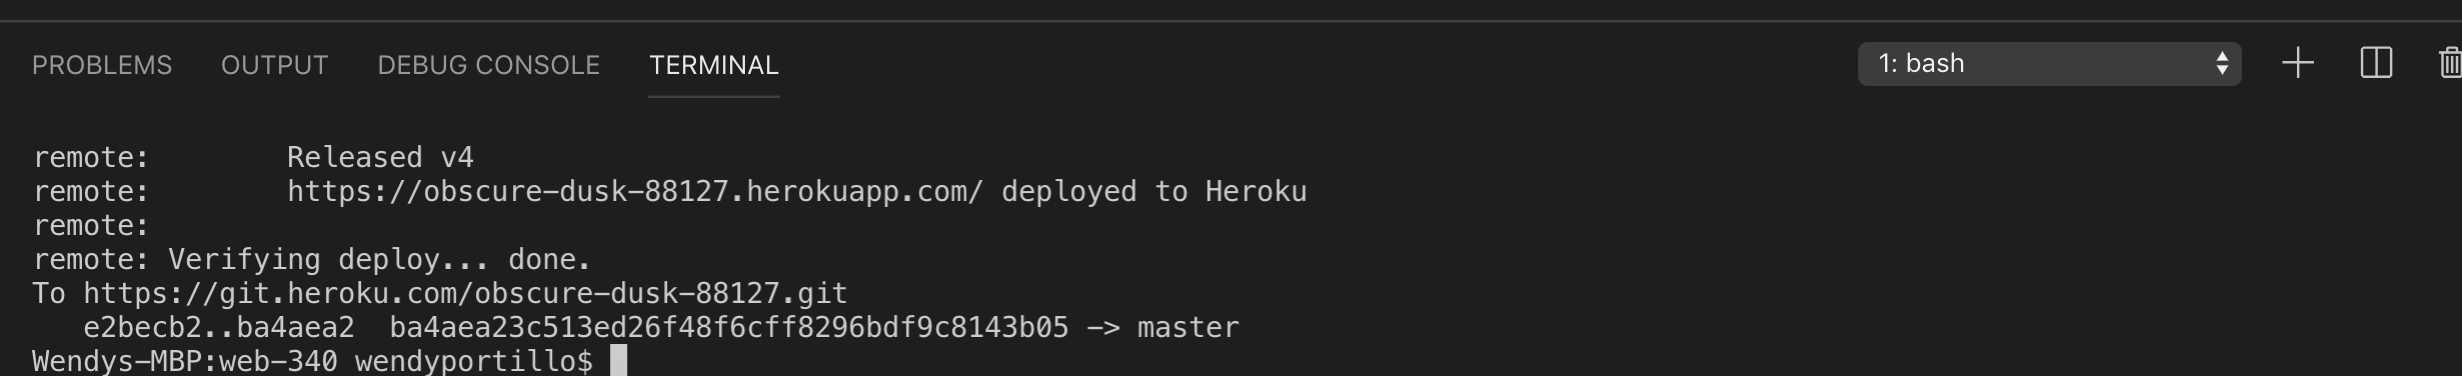 PROBLEMS OUTPUT DEBUG CONSOLE TERMINAL 1: bash
remote:        Released v4
remote:        https://obscure-dusk-88127.herokuapp.com/ deployed to Heroku
remote:
remote: Verifying deploy... done.
To https://git.heroku.com/obscure-dusk-88127.git
   e2becb2..ba4aea2  ba4aea23c513ed26f48f6cff8296bdf9c8143b05 -> master
Wendys-MBP:web-340 wendyportillo$